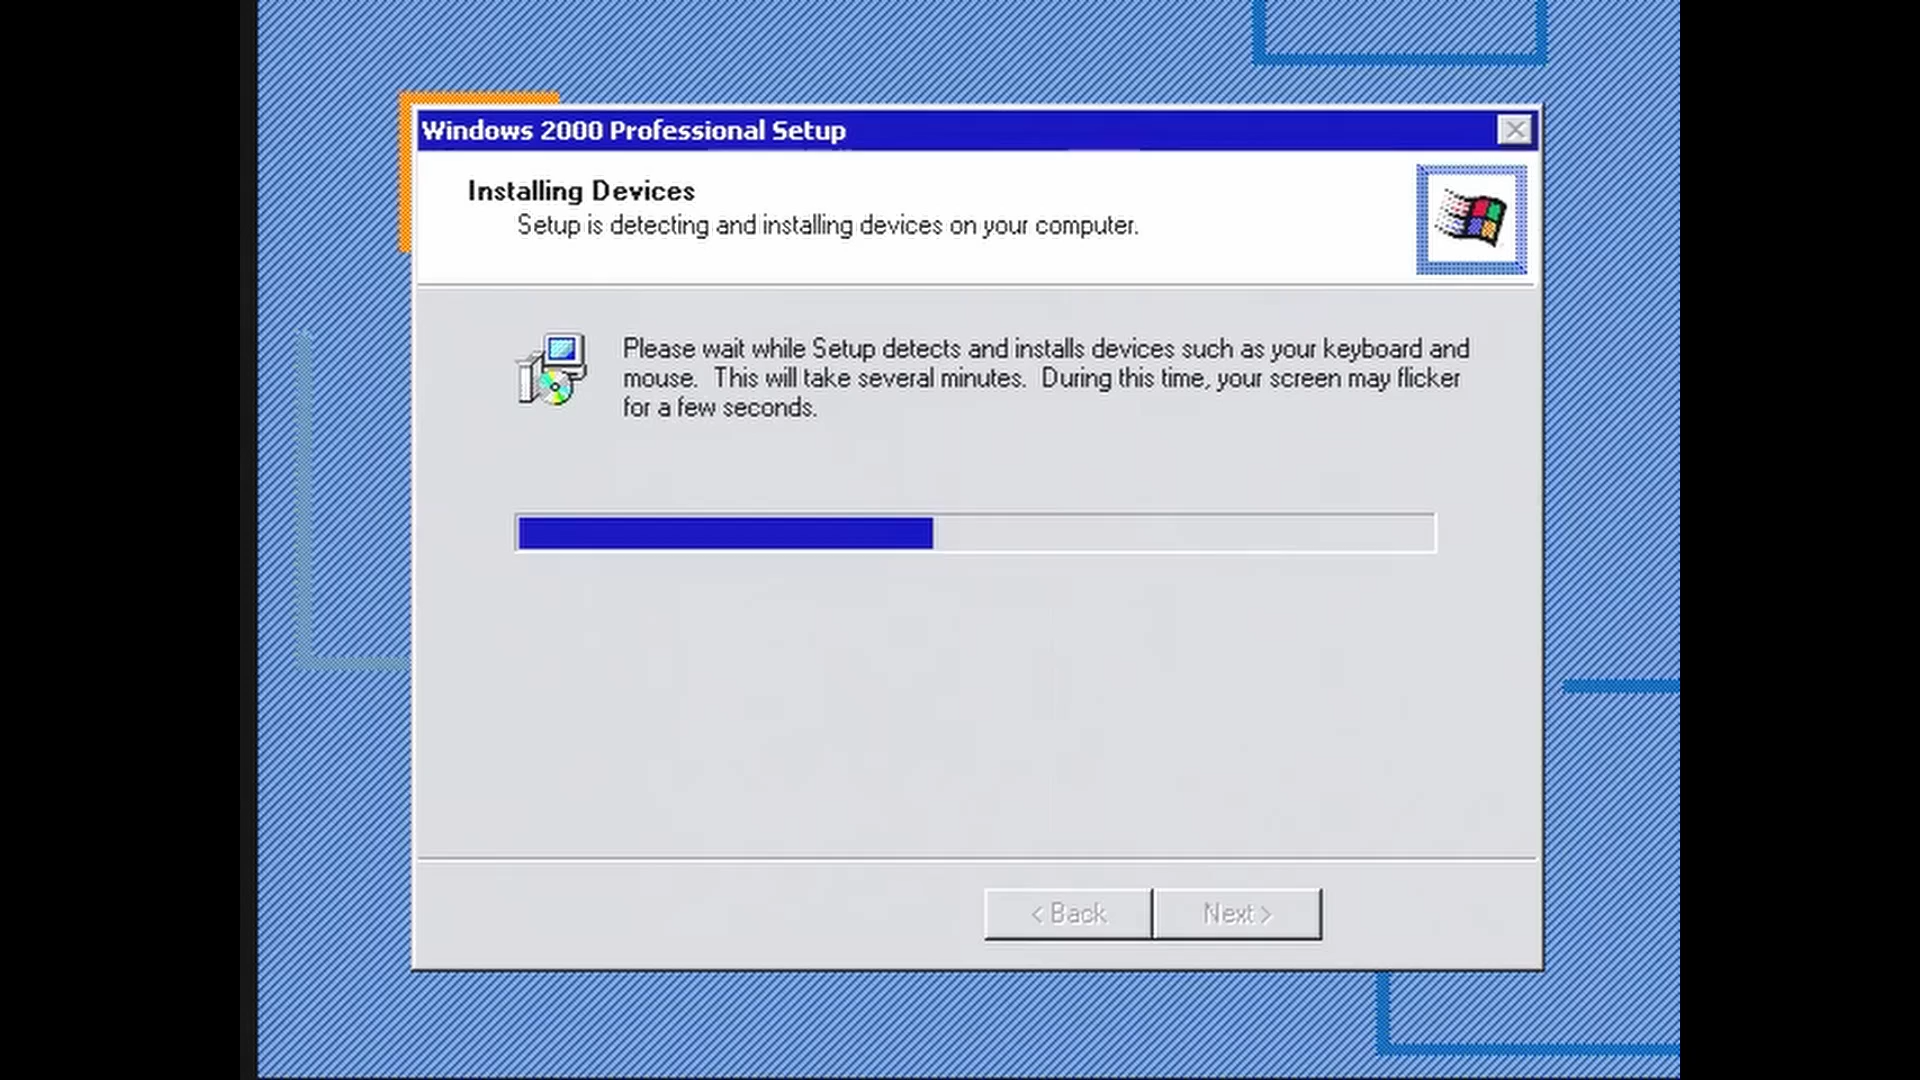 Windows 2000 Professional Setup
Installing Devices
Setup is detecting and installing devices on your computer.
Please wait while Setup detects and installs devices such as your keyboard and
mouse.  This will take several minutes.  During this time, your screen may flicker
for a few seconds.
< Back
Next >